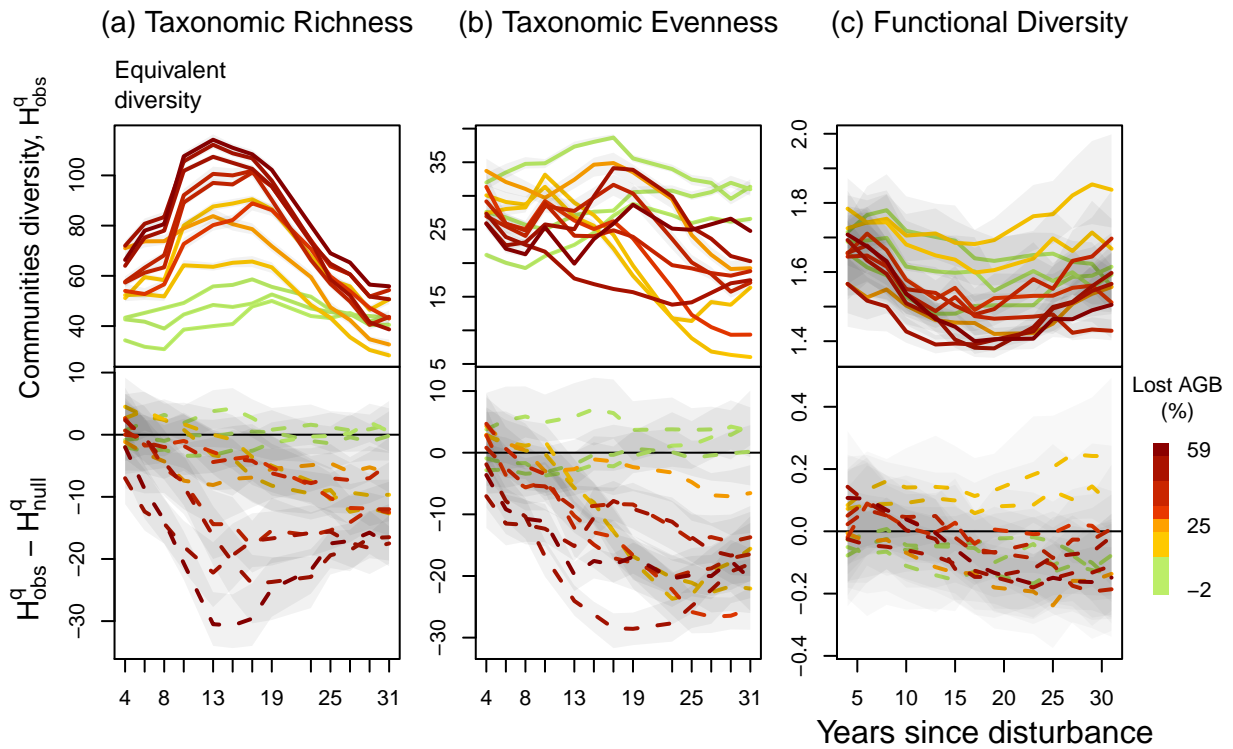 (a) Taxonomic Richness
(b) Taxonomic Evenness
(c) Functional Diversity
Equivalent
diversity
Communities diversity, H^q_obs
100
80
60
40
35
25
15
5
2.0
1.8
1.6
1.4
H^q_obs − H^q_null
10
0
−10
−20
−30
10
0
−10
−20
−30
0.4
0.2
0.0
−0.2
−0.4
4 13 19 31
4 8 13 19 31
5 10 15 20 25 30
Years since disturbance
Lost AGB
(%)
59
25
−2